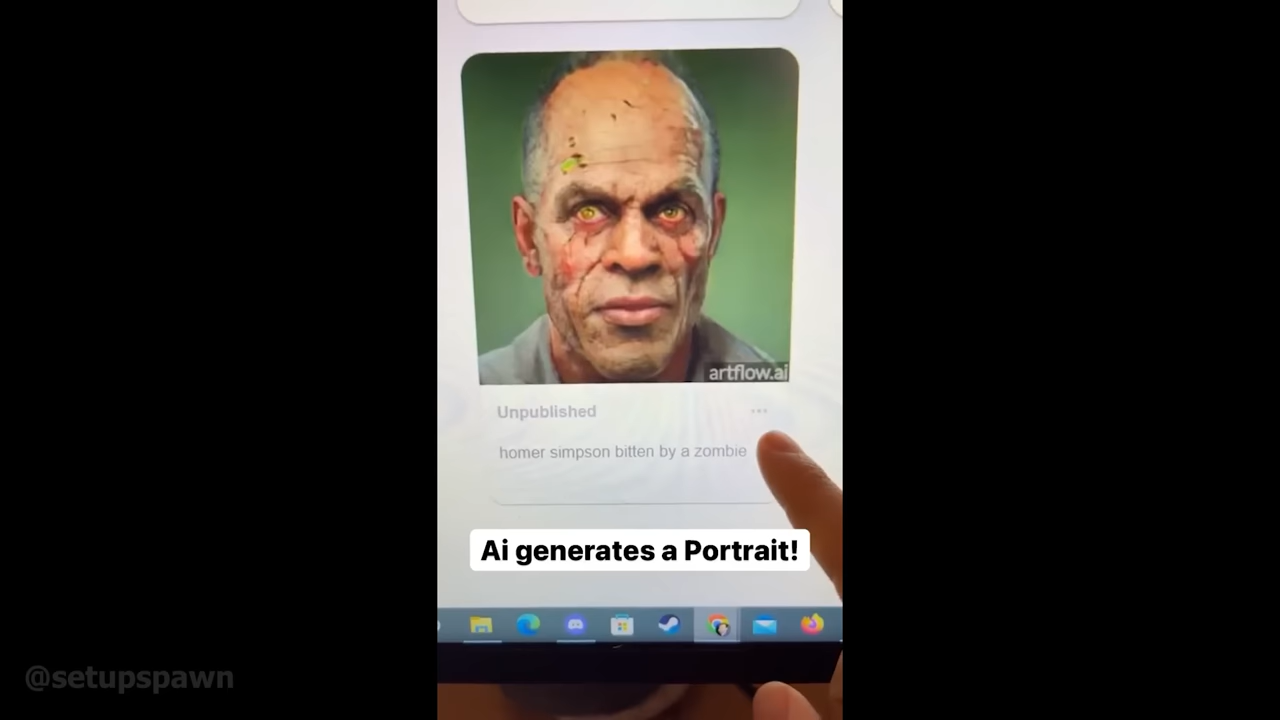 artflow.ai
Unpublished
homer simpson bitten by a zombie
Ai generates a Portrait!
@setupspawn